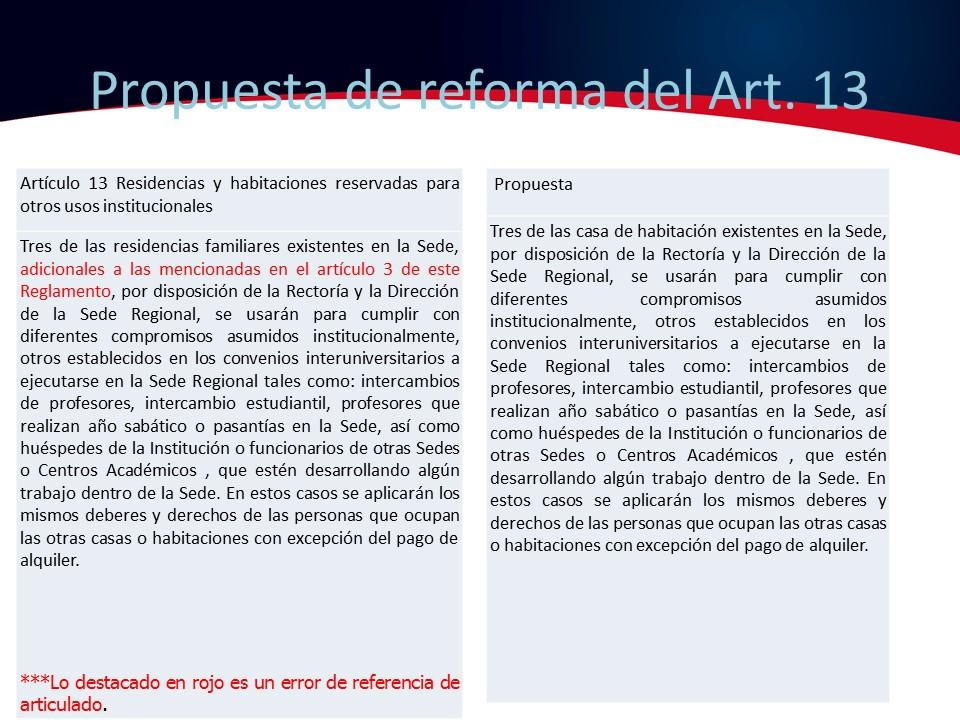 Propuesta de reforma del Art. 13
Artículo 13 Residencias y habitaciones reservadas para
otros usos institucionales
Tres de las residencias familiares existentes en la Sede,
adicionales a las mencionadas en el artículo 3 de este
Reglamento, por disposición de la Rectoría y la Dirección
de la Sede Regional, se usarán para cumplir con
diferentes compromisos asumidos institucionalmente,
otros establecidos en los convenios interuniversitarios a
ejecutarse en la Sede Regional tales como: intercambios
de profesores, intercambio estudiantil, profesores que
realizan año sabático o pasantías en la Sede, así como
huéspedes de la Institución o funcionarios de otras Sedes
o Centros Académicos , que estén desarrollando algún
trabajo dentro de la Sede. En estos casos se aplicarán los
mismos deberes y derechos de las personas que ocupan
las otras casas o habitaciones con excepción del pago de
alquiler.
***Lo destacado en rojo es un error de referencia de
articulado.
Propuesta
Tres de las casa de habitación existentes en la Sede,
por disposición de la Rectoría y la Dirección de la
Sede Regional, se usarán para cumplir con
diferentes compromisos asumidos
institucionalmente, otros establecidos en los
convenios interuniversitarios a ejecutarse en la
Sede Regional tales como: intercambios de
profesores, intercambio estudiantil, profesores que
realizan año sabático o pasantías en la Sede, así
como huéspedes de la Institución o funcionarios de
otras Sedes o Centros Académicos , que estén
desarrollando algún trabajo dentro de la Sede. En
estos casos se aplicarán los mismos deberes y
derechos de las personas que ocupan las otras casas
o habitaciones con excepción del pago de alquiler.